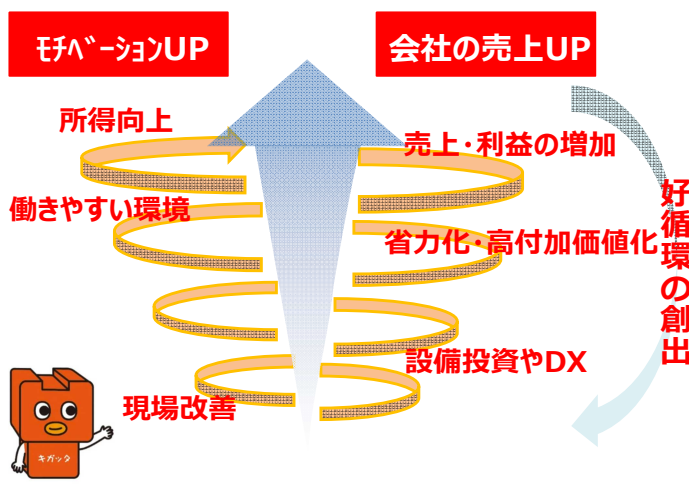 ﾓﾁﾍﾞｰｼｮﾝUP
会社の売上UP
所得向上
売上・利益の増加
働きやすい環境
省力化・高付加価値化
好循環の創出
設備投資やDX
現場改善
キガッタ